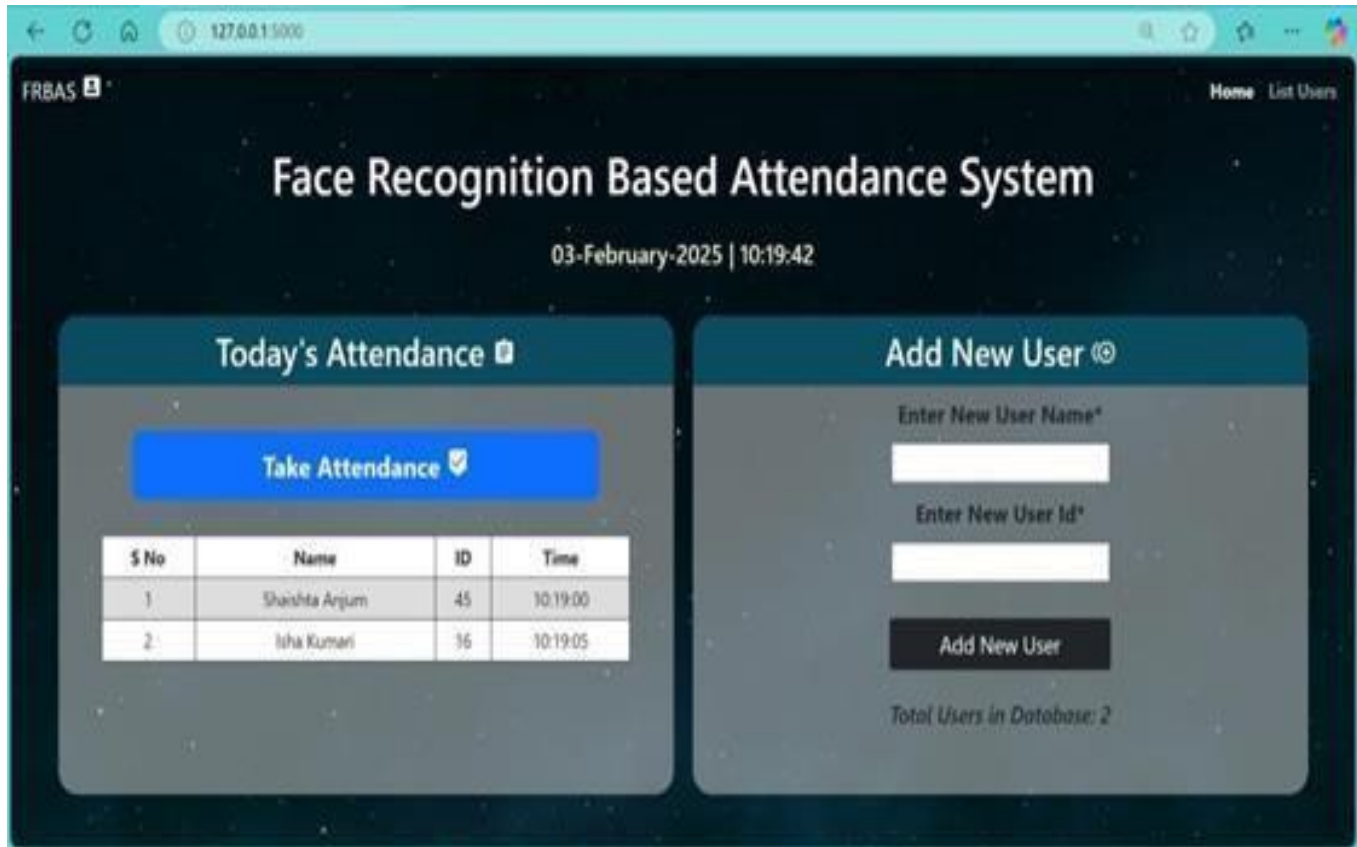 127.0.0.1:5000
FRBAS
Home List Users
Face Recognition Based Attendance System
03-February-2025 | 10:19:42
Today's Attendance
Take Attendance
S No Name ID Time
1 Shaishta Anjum 45 10:19:00
2 Isha Kumari 16 10:19:05
Add New User
Enter New User Name*
Enter New User Id*
Add New User
Total Users in Database: 2